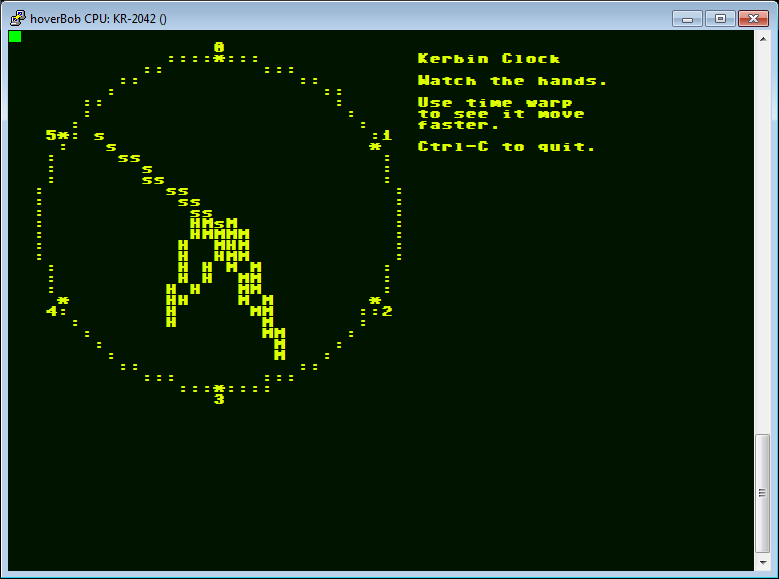 hoverBob CPU: KR-2042 ()
0
Kerbin Clock
Watch the hands.
Use time warp
to see it move
faster.
5
1
Ctrl-C to quit.
4
2
3